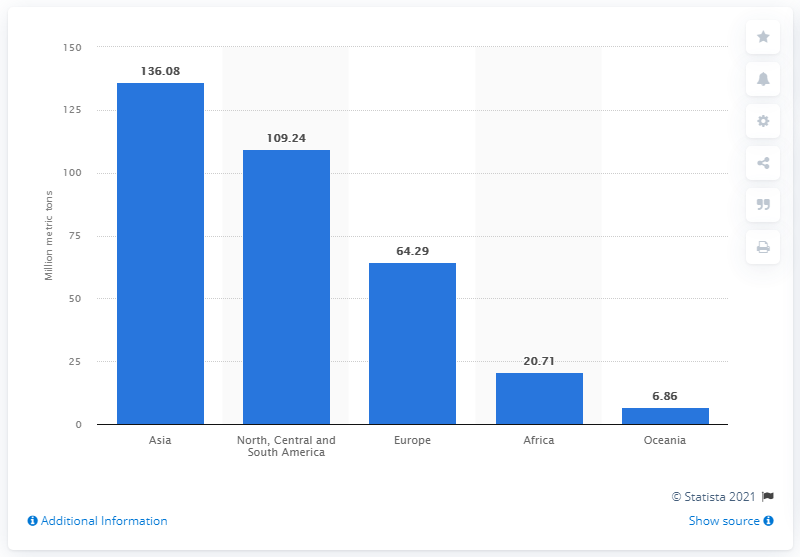 150
125
100
75
50
25
0
Million metric tons
136.08
109.24
64.29
20.71
6.86
Asia
North, Central and
South America
Europe
Africa
Oceania
© Statista 2021
Additional Information
Show source